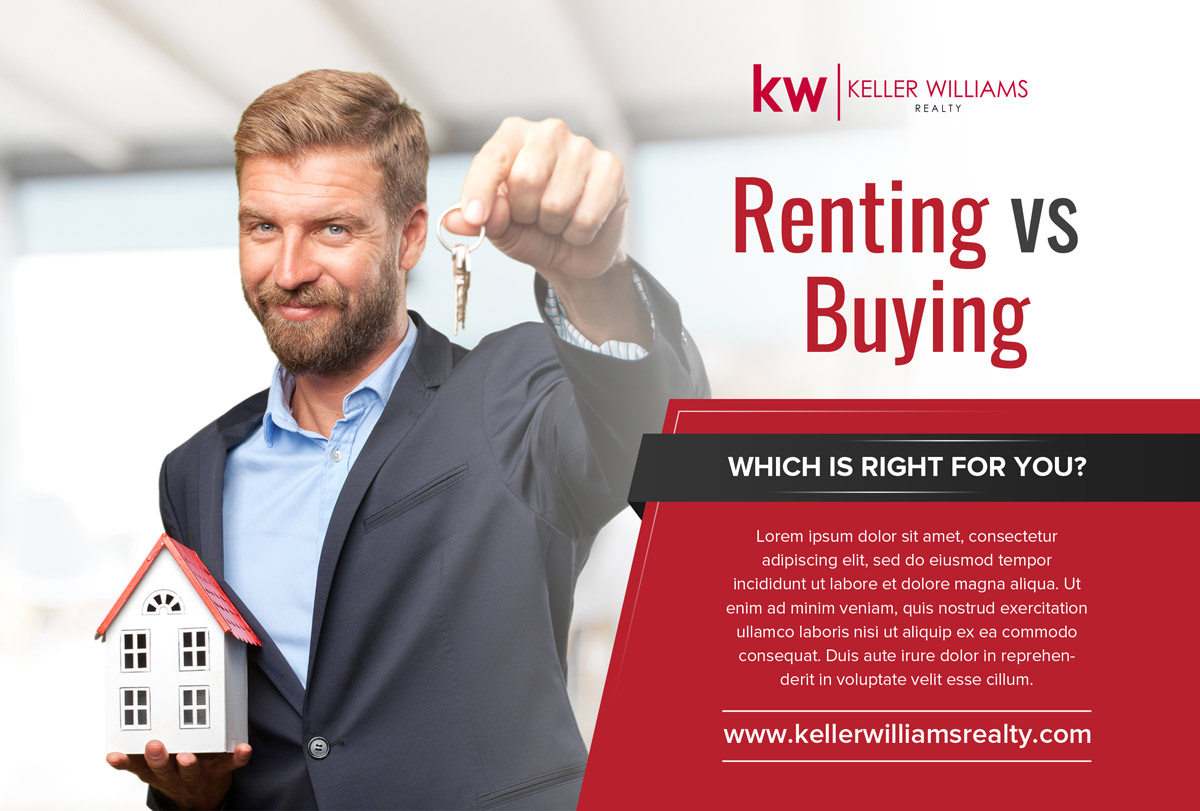 kw KELLER WILLIAMS
REALTY
Renting vs
Buying
WHICH IS RIGHT FOR YOU?
Lorem ipsum dolor sit amet, consectetur
adipiscing elit, sed do eiusmod tempor
incididunt ut labore et dolore magna aliqua. Ut
enim ad minim veniam, quis nostrud exercitation
ullamco laboris nisi ut aliquip ex ea commodo
consequat. Duis aute irure dolor in reprehen-
derit in voluptate velit esse cillum.
www.kellerwilliamsrealty.com